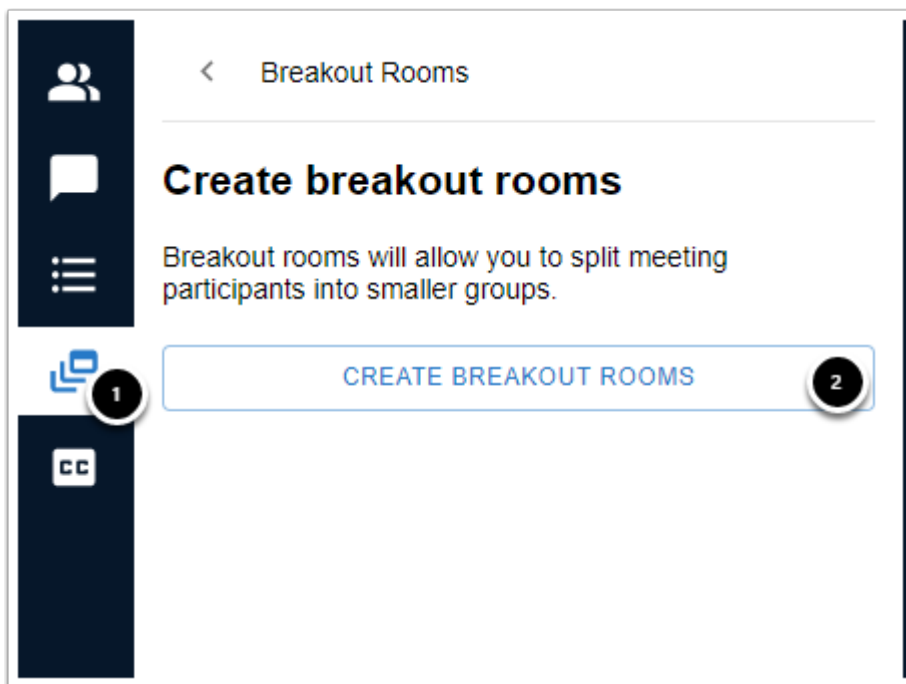 Breakout Rooms
Create breakout rooms
Breakout rooms will allow you to split meeting
participants into smaller groups.
CREATE BREAKOUT ROOMS
2
1
CC